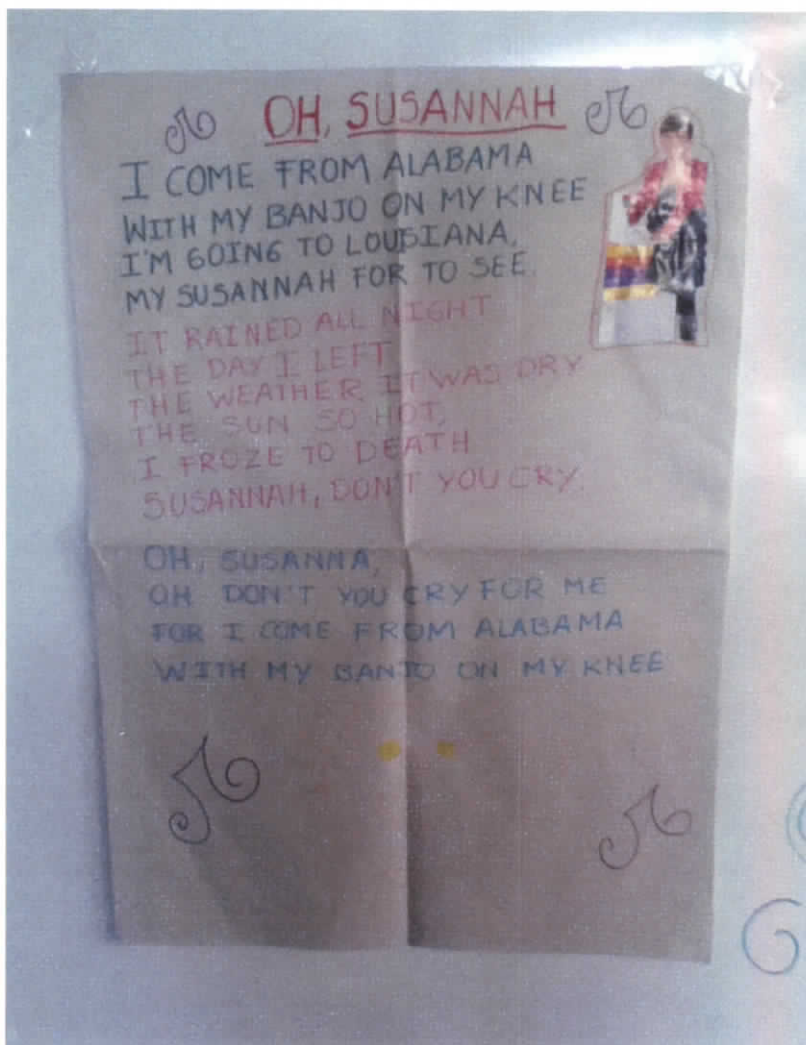 OH, SUSANNAH
I COME FROM ALABAMA
WITH MY BANJO ON MY KNEE
I'M GOING TO LOUISIANA,
MY SUSANNAH FOR TO SEE.
IT RAINED ALL NIGHT
THE DAY I LEFT
THE WEATHER IT WAS DRY
THE SUN SO HOT,
I FROZE TO DEATH
SUSANNAH, DON'T YOU CRY.
OH, SUSANNA,
OH DON'T YOU CRY FOR ME
FOR I COME FROM ALABAMA
WITH MY BANJO ON MY KNEE